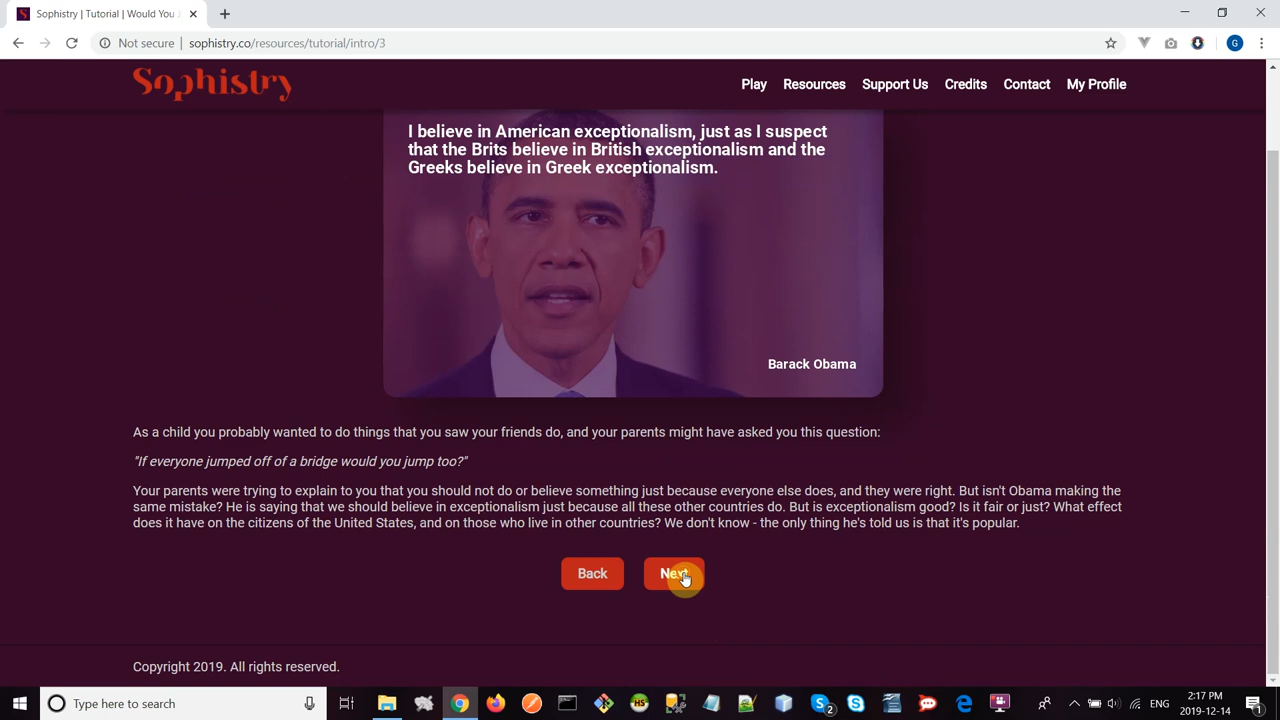 Sophistry | Tutorial | Would You
Not secure | sophistry.co/resources/tutorial/intro/3
G
Sophistry
Play Resources Support Us Credits Contact My Profile
I believe in American exceptionalism, just as I suspect
that the Brits believe in British exceptionalism and the
Greeks believe in Greek exceptionalism.
Barack Obama
As a child you probably wanted to do things that you saw your friends do, and your parents might have asked you this question:
"If everyone jumped off of a bridge would you jump too?"
Your parents were trying to explain to you that you should not do or believe something just because everyone else does, and they were right. But isn't Obama making the
same mistake? He is saying that we should believe in exceptionalism just because all these other countries do. But is exceptionalism good? Is it fair or just? What effect
does it have on the citizens of the United States, and on those who live in other countries? We don't know - the only thing he's told us is that it's popular.
Back Next
Copyright 2019. All rights reserved.
Type here to search
HS
2
ENG
2:17 PM
2019-12-14
1